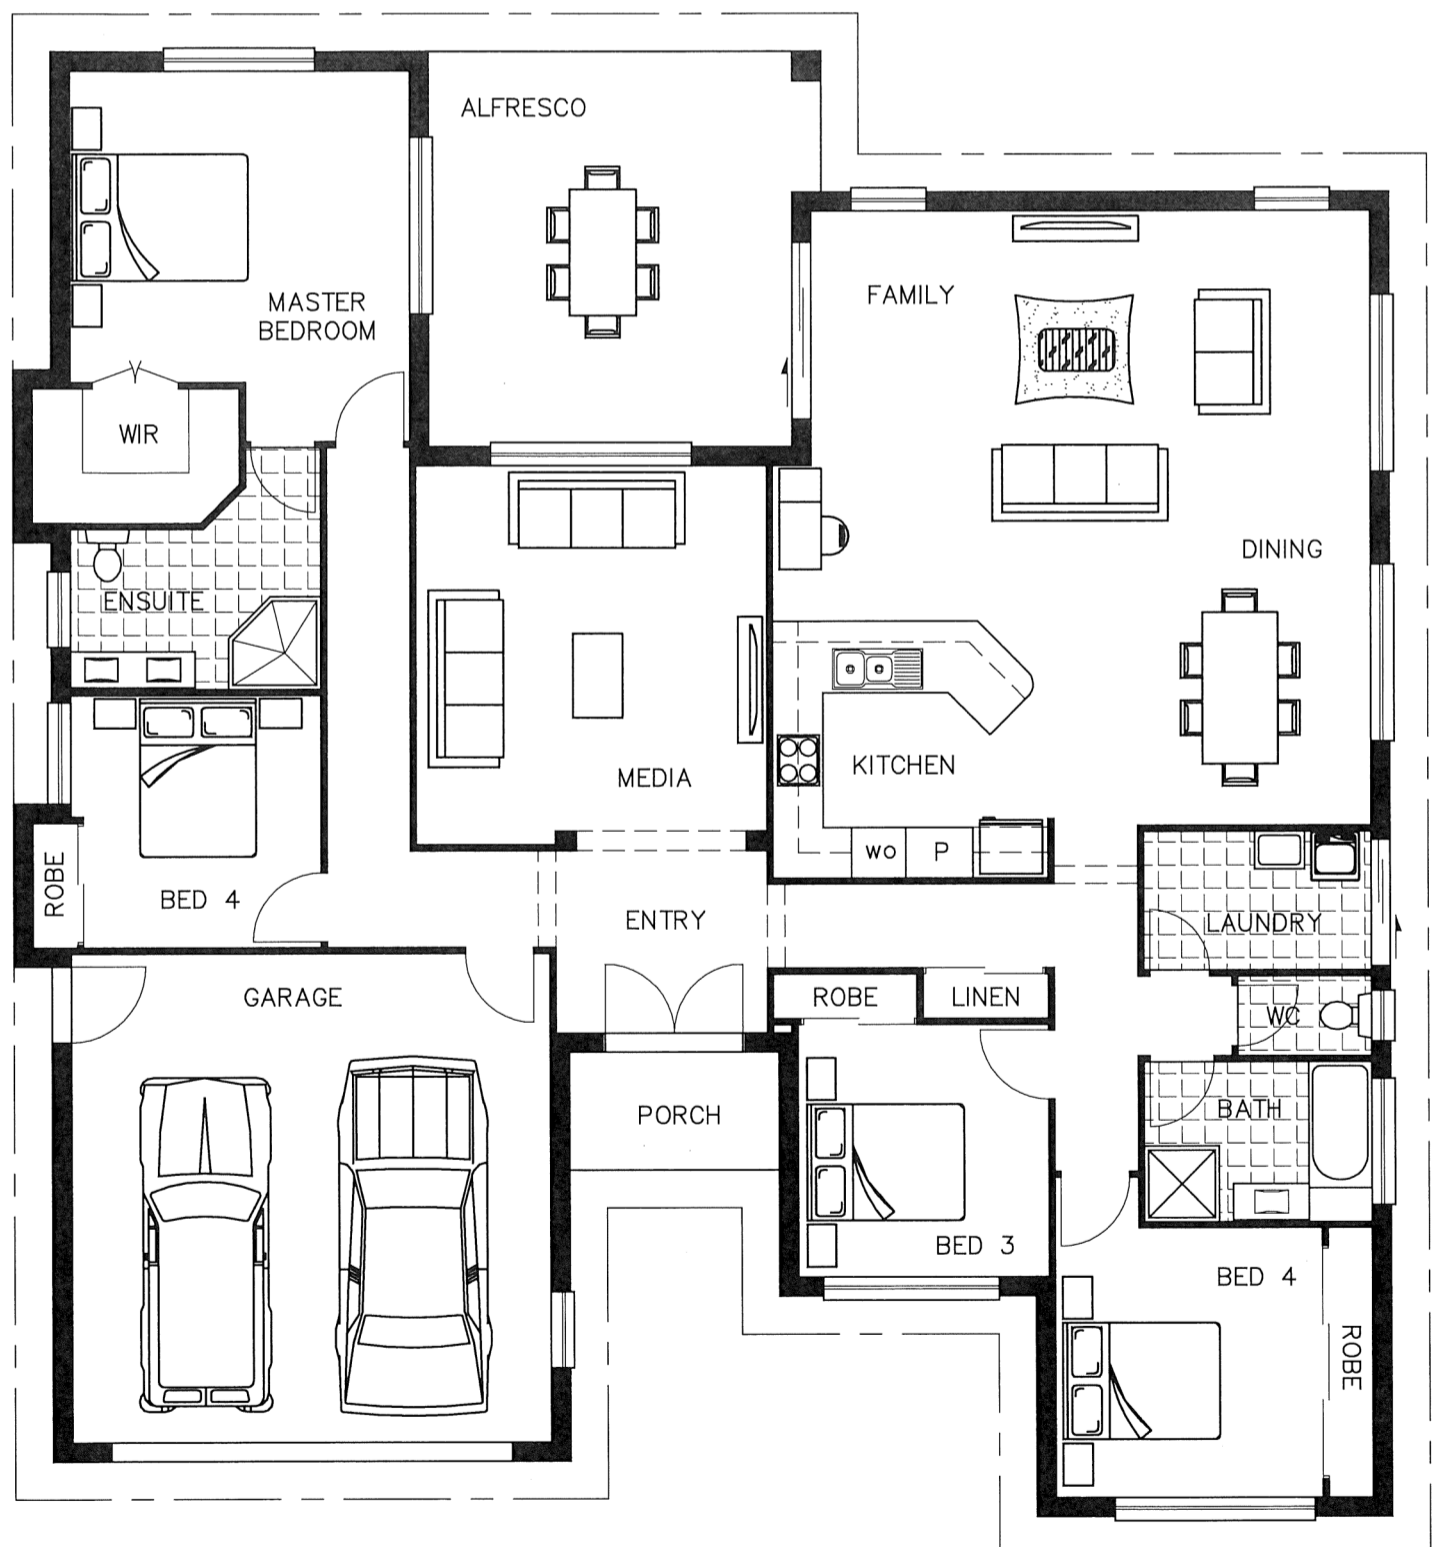 ALFRESCO
FAMILY
MASTER
BEDROOM
WIR
DINING
ENSUITE
KITCHEN
MEDIA
WO
P
ROBE
BED 4
ENTRY
LAUNDRY
GARAGE
ROBE
LINEN
WC
PORCH
BATH
BED 3
BED 4
ROBE